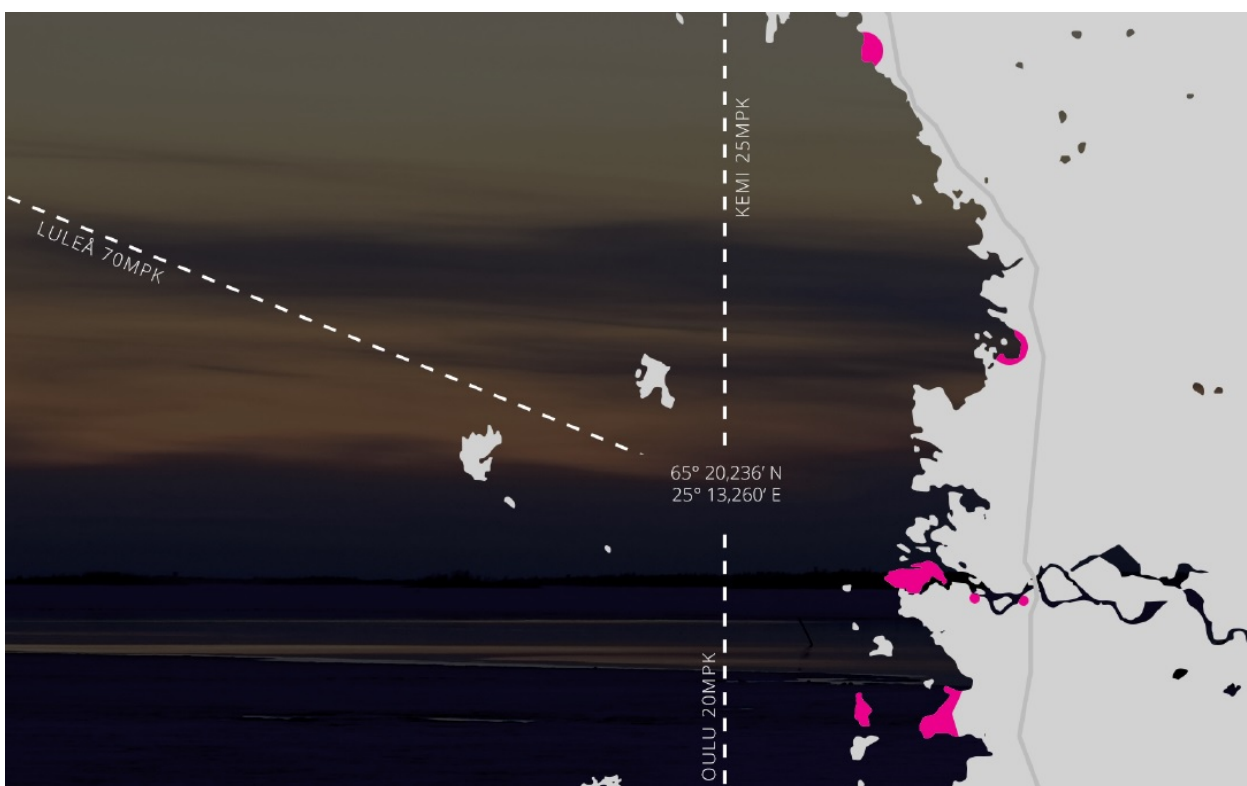 KEMI 25MPK
LULEÅ 70MPK
65° 20,236′ N
25° 13,260′ E
OULU 20MPK